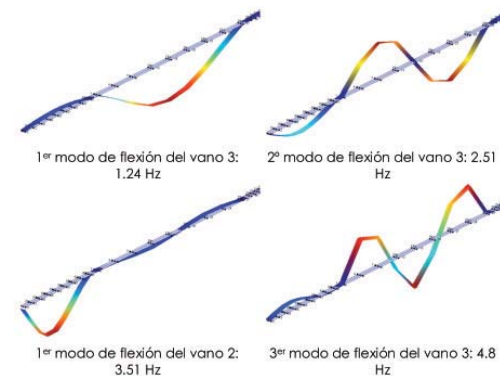 1er modo de flexión del vano 3:
1.24 Hz
2º modo de flexión del vano 3: 2.51
Hz
1er modo de flexión del vano 2:
3.51 Hz
3er modo de flexión del vano 3: 4.8
Hz